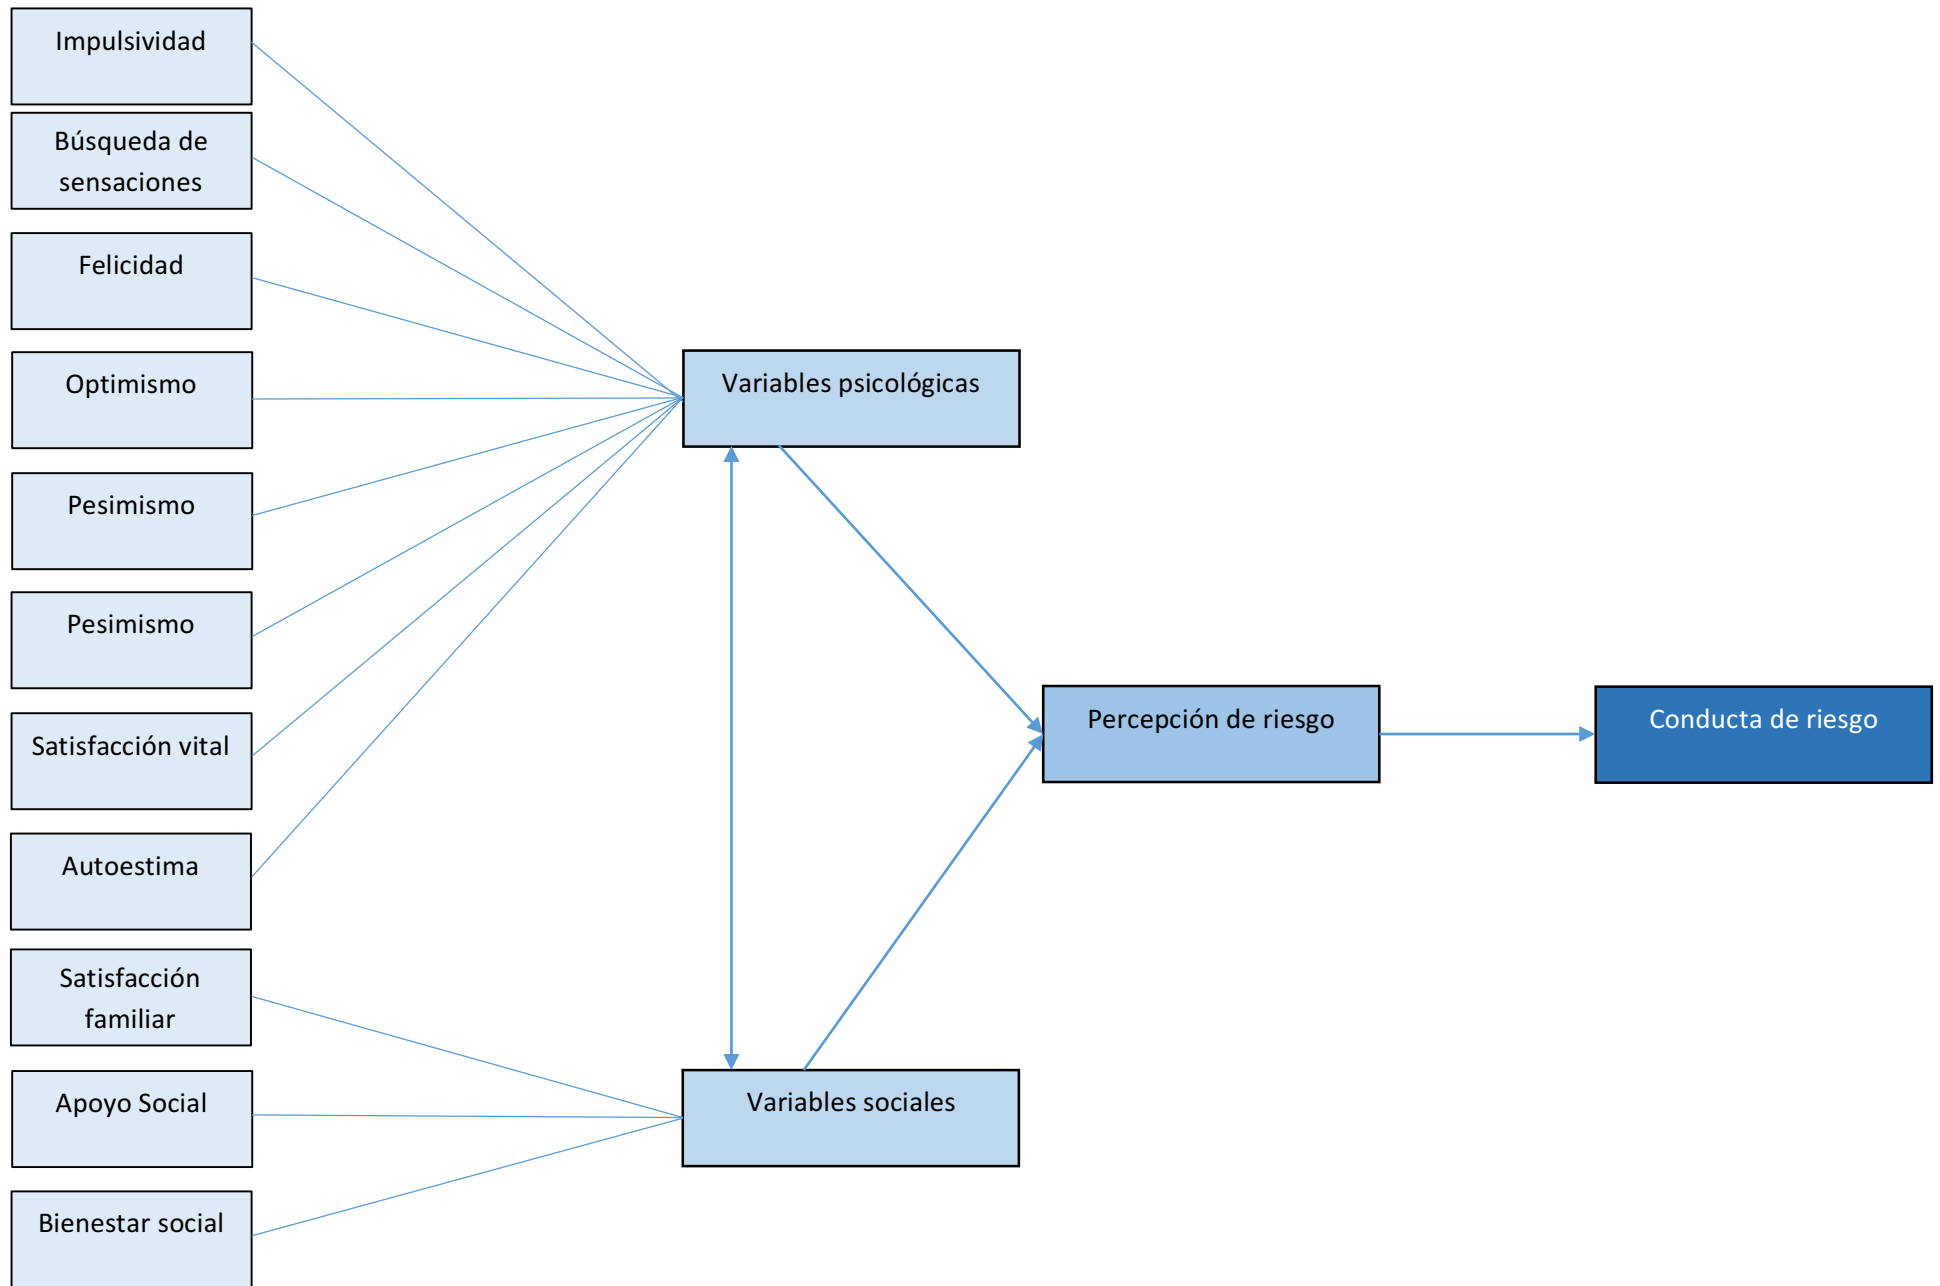 Impulsividad
Búsqueda de
sensaciones
Felicidad
Optimismo
Pesimismo
Pesimismo
Satisfacción vital
Autoestima
Satisfacción
familiar
Apoyo Social
Bienestar social
Variables psicológicas
Variables sociales
Percepción de riesgo
Conducta de riesgo